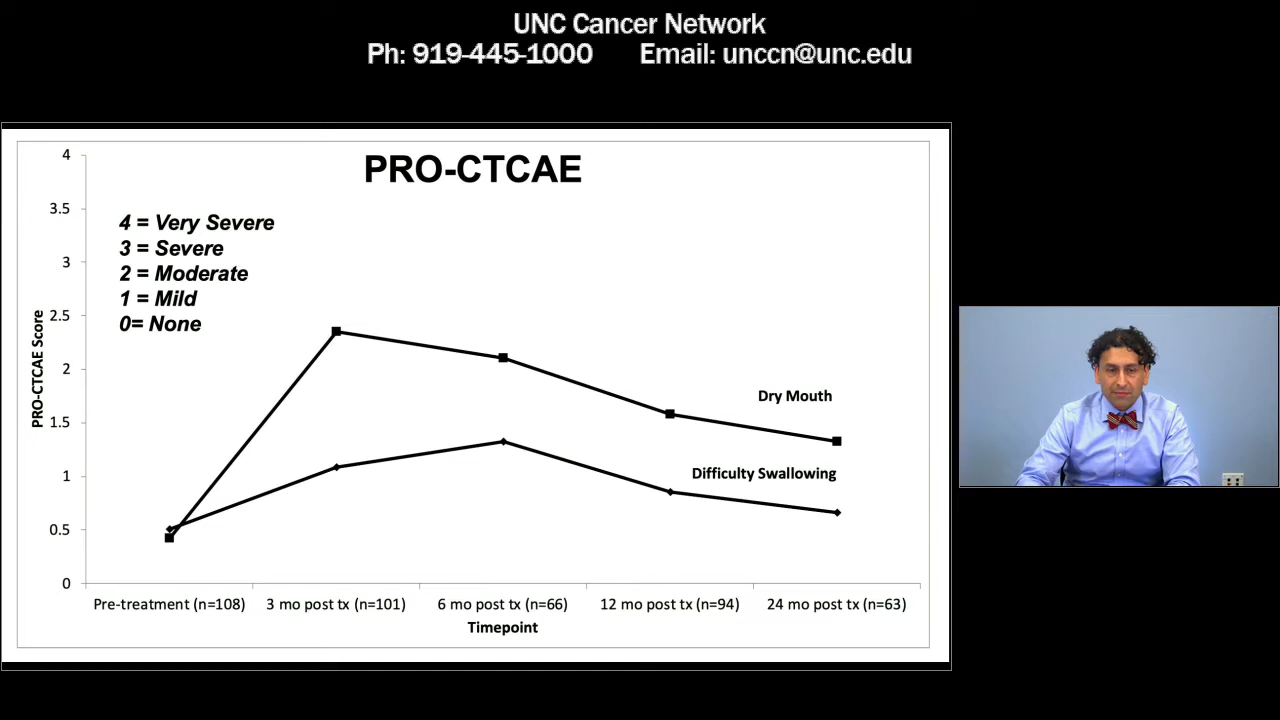 UNC Cancer Network
Ph: 919-445-1000 Email: unccn@unc.edu
PRO-CTCAE
4 = Very Severe
3 = Severe
2 = Moderate
1 = Mild
0= None
4
3.5
3
2.5
2
1.5
1
0.5
0
PRO-CTCAE Score
Dry Mouth
Difficulty Swallowing
Pre-treatment (n=108) 3 mo post tx (n=101) 6 mo post tx (n=66) 12 mo post tx (n=94) 24 mo post tx (n=63)
Timepoint